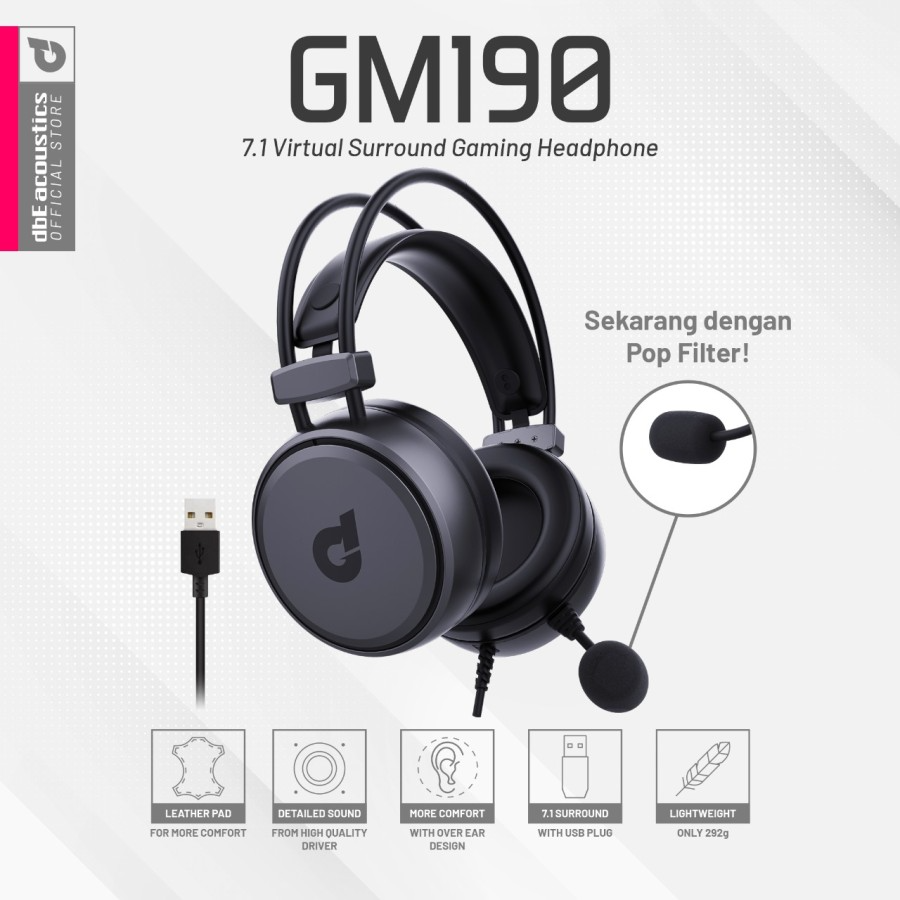 dbE acoustics
OFFICIAL STORE
GM190
7.1 Virtual Surround Gaming Headphone
Sekarang dengan
Pop Filter!
LEATHER PAD
FOR MORE COMFORT
DETAILED SOUND
FROM HIGH QUALITY
DRIVER
MORE COMFORT
WITH OVER EAR
DESIGN
7.1 SURROUND
WITH USB PLUG
LIGHTWEIGHT
ONLY 292g